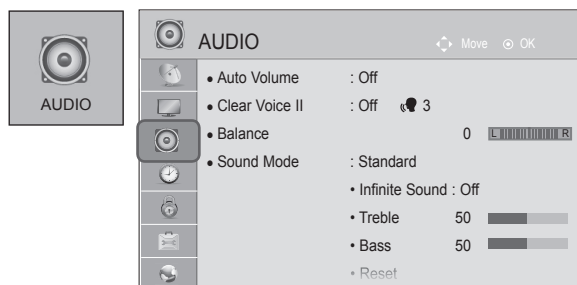 AUDIO
AUDIO
Move OK
• Auto Volume : Off
• Clear Voice II : Off 3
• Balance 0 L R
• Sound Mode : Standard
• Infinite Sound : Off
• Treble 50
• Bass 50
• Reset